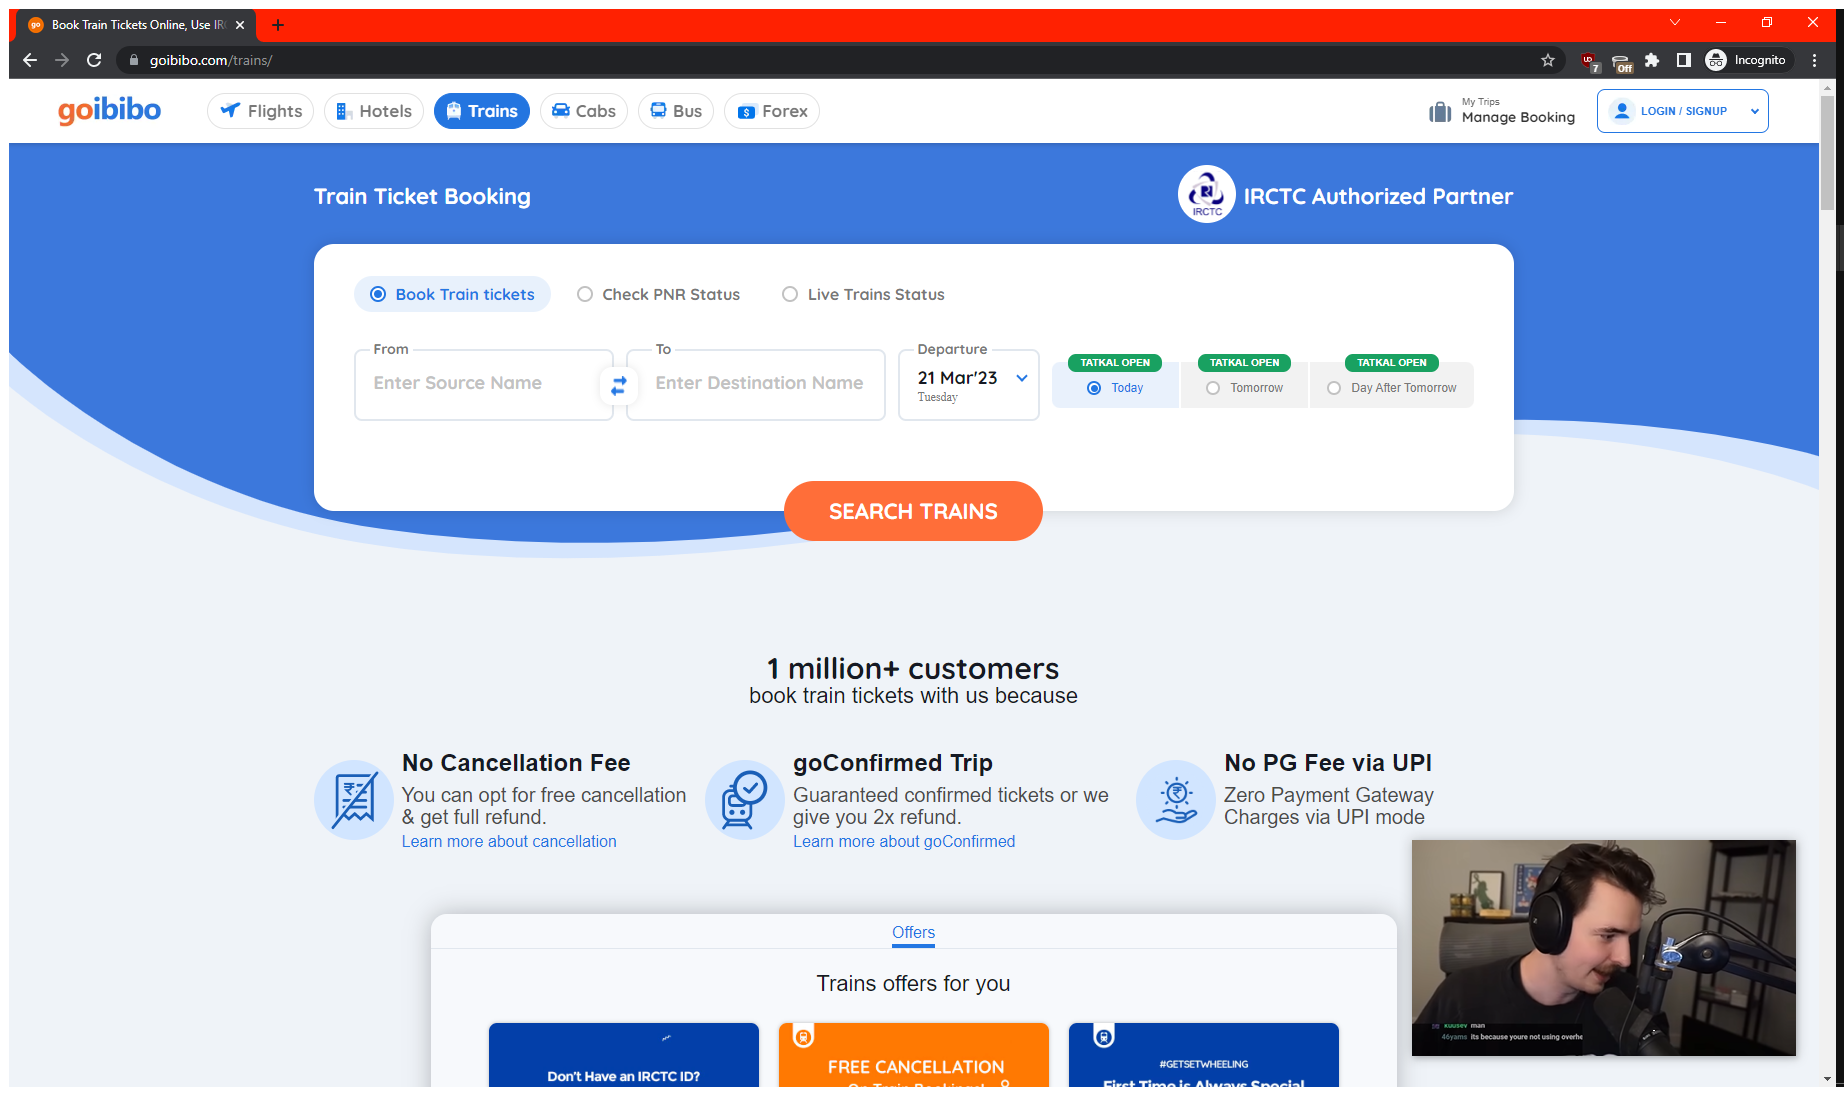 go
Book Train Tickets Online, Use IR
goibibo.com/trains/
UD
7
Off
Incognito
goibibo
Flights
Hotels
Trains
Cabs
Bus
$
Forex
My Trips
Manage Booking
LOGIN / SIGNUP
Train Ticket Booking
IRCTC
IRCTC Authorized Partner
Book Train tickets
Check PNR Status
Live Trains Status
From
Enter Source Name
To
Enter Destination Name
Departure
21 Mar'23
Tuesday
TATKAL OPEN
Today
TATKAL OPEN
Tomorrow
TATKAL OPEN
Day After Tomorrow
SEARCH TRAINS
1 million+ customers
book train tickets with us because
₹
No Cancellation Fee
You can opt for free cancellation
& get full refund.
Learn more about cancellation
goConfirmed Trip
Guaranteed confirmed tickets or we
give you 2x refund.
Learn more about goConfirmed
₹
No PG Fee via UPI
Zero Payment Gateway
Charges via UPI mode
Offers
Trains offers for you
Don't Have an IRCTC ID?
FREE CANCELLATION
On Train Bookings!
#GETSETWHEELING
First Time is Always Special
kuusev man
46yams its because youre not using overhe